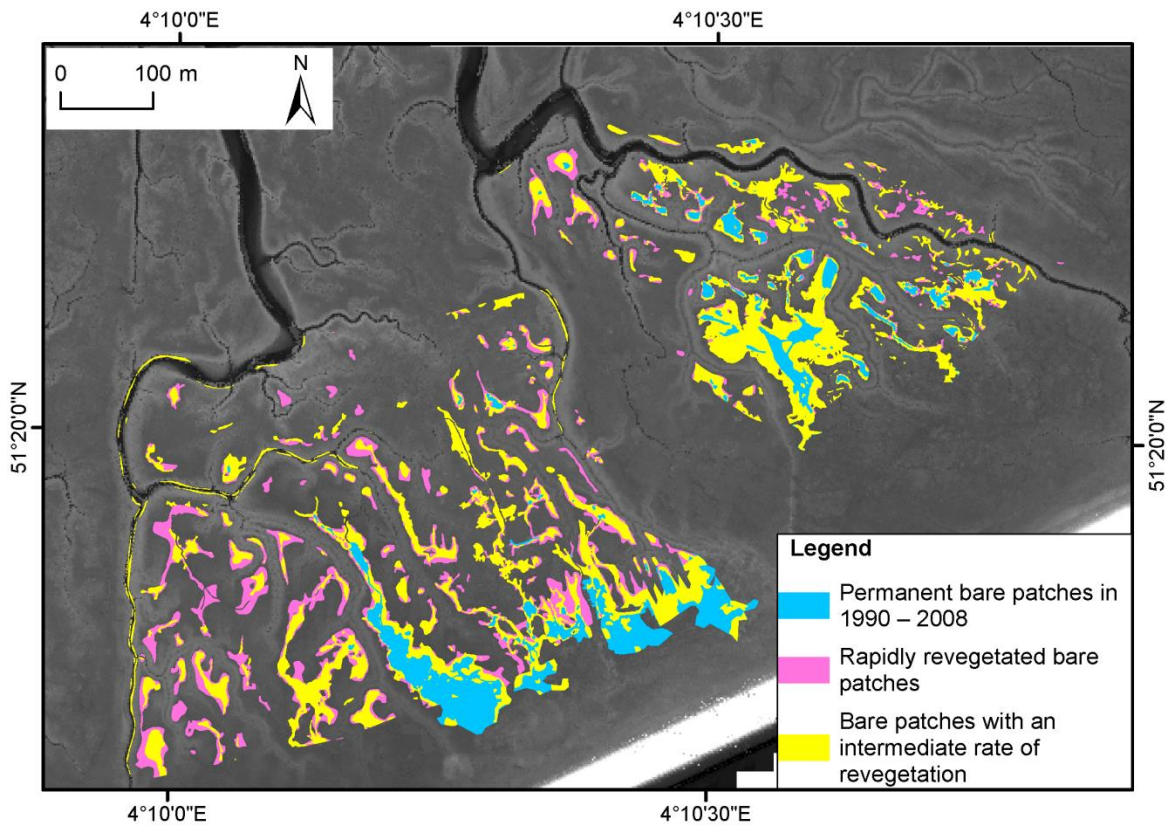 4°10'0"E
4°10'30"E
0
100 m
N
51°20'0"N
51°20'0"N
Legend
Permanent bare patches in
1990 – 2008
Rapidly revegetated bare
patches
Bare patches with an
intermediate rate of
revegetation
4°10'0"E
4°10'30"E